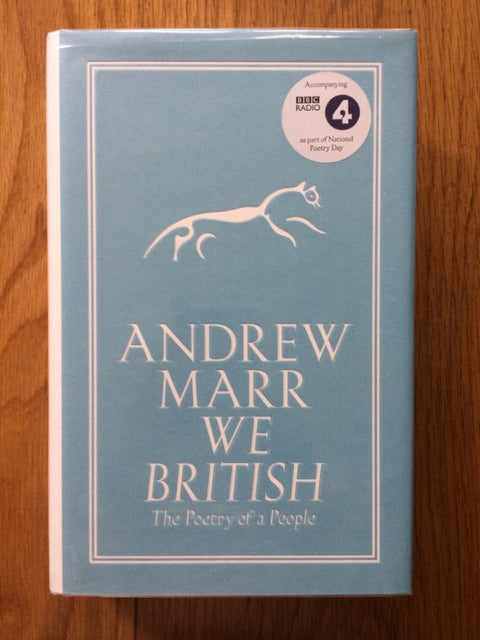 Accompanying
BBC
RADIO
4
as part of National
Poetry Day
ANDREW
MARR
WE
BRITISH
The Poetry of a People